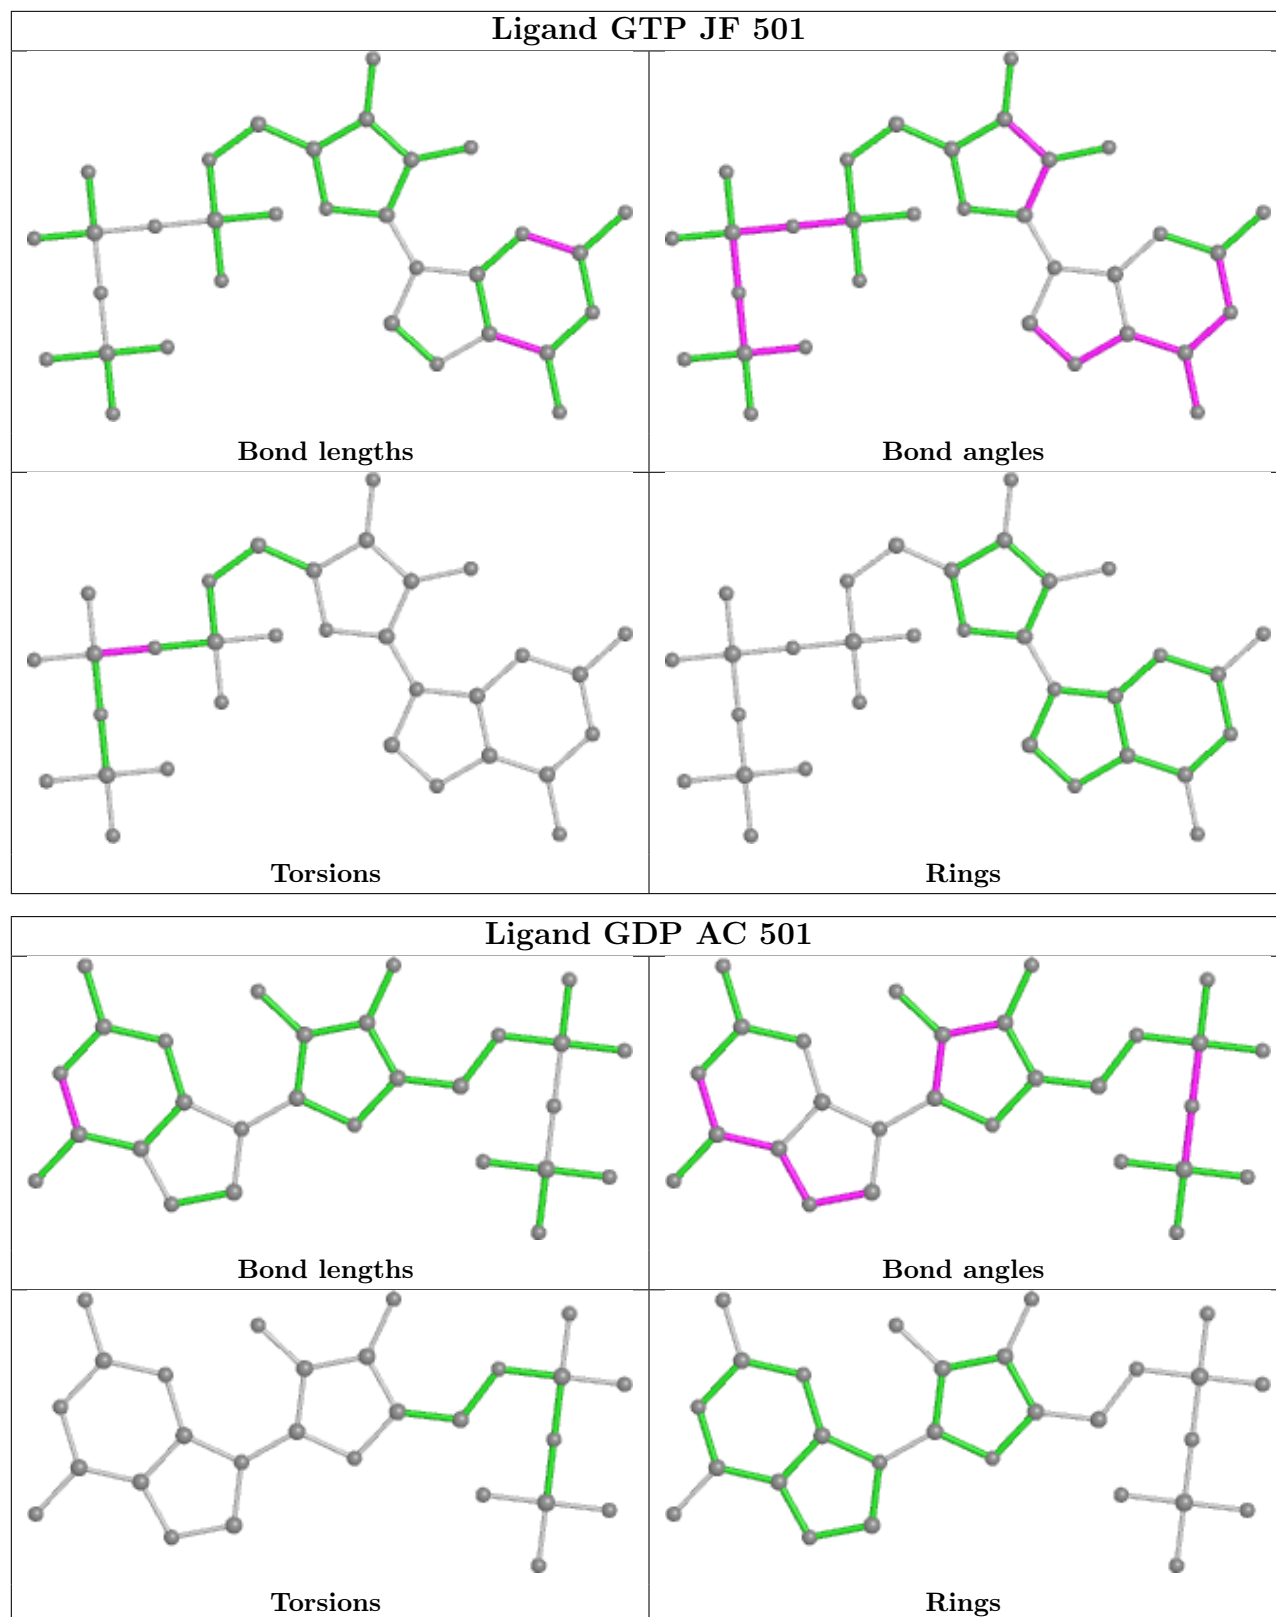 Ligand GTP JF 501
Bond lengths
Bond angles
Torsions
Rings
Ligand GDP AC 501
Bond lengths
Bond angles
Torsions
Rings